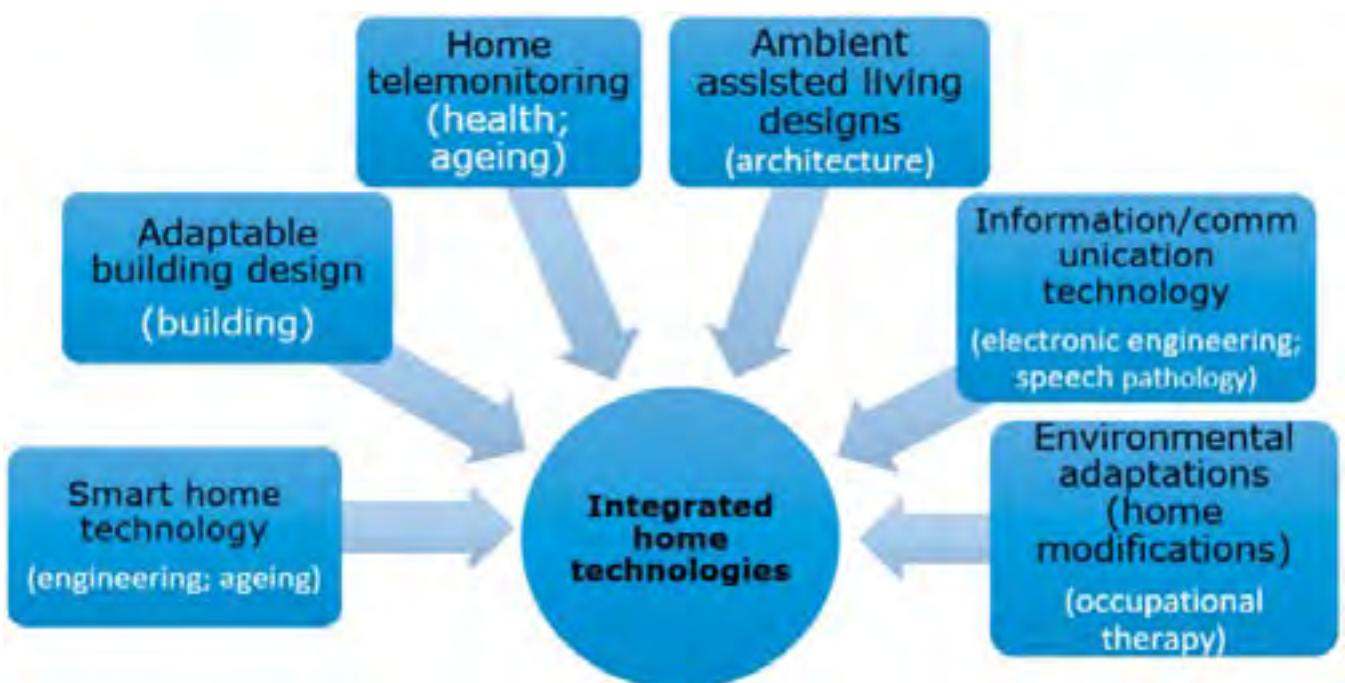 Home
telemonitoring
(health;
ageing)
Ambient
assisted living
designs
(architecture)
Adaptable
building design
(building)
Information/comm
unication
technology
(electronic engineering;
speech pathology)
Smart home
technology
(engineering; ageing)
Integrated
home
technologies
Environmental
adaptations
(home
modifications)
(occupational
therapy)